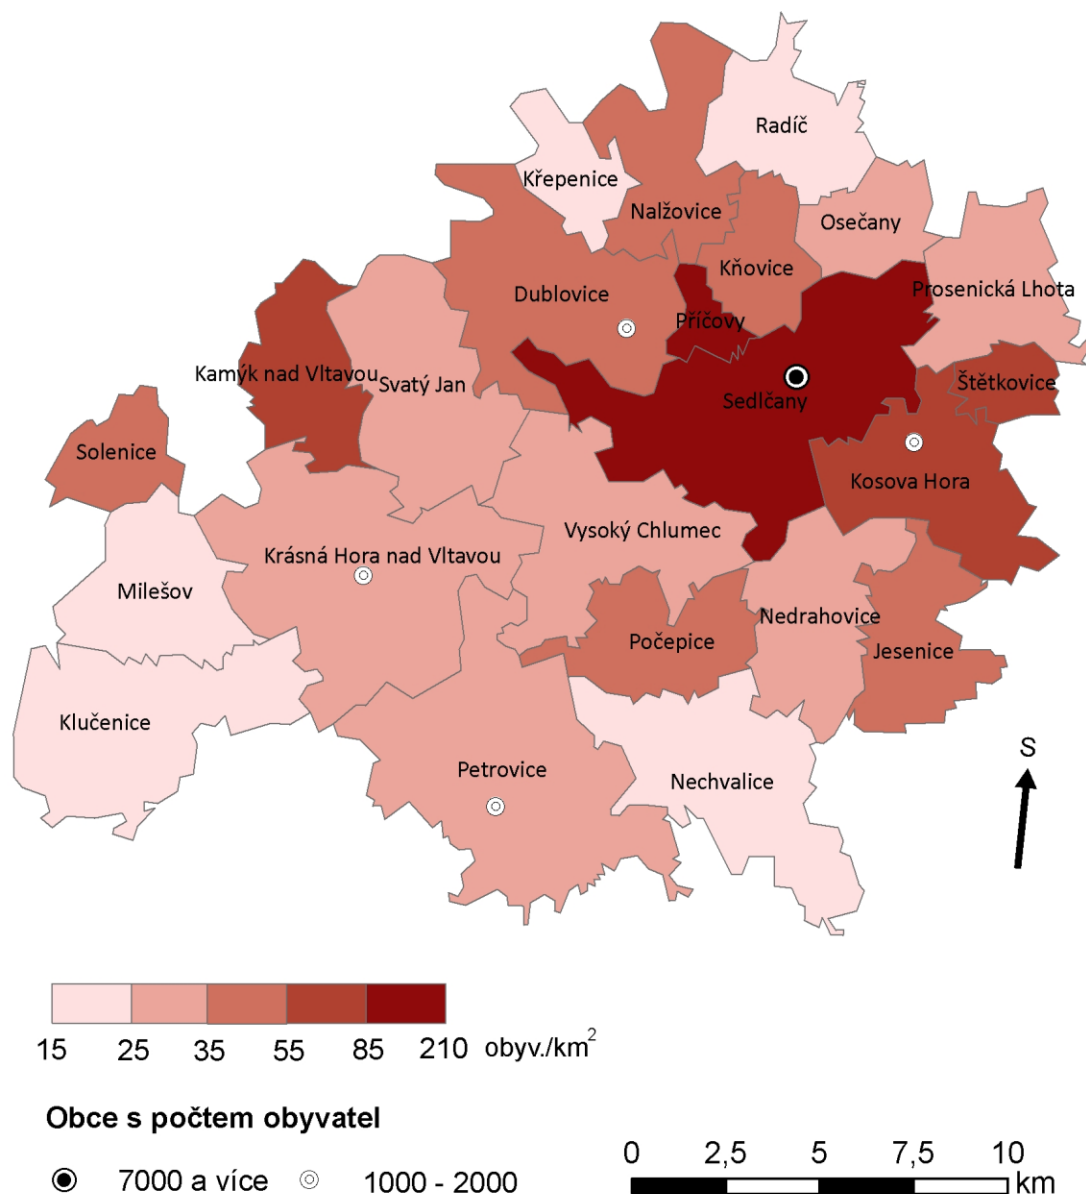 Radíč
Křepenice
Nalžovice
Osečany
Kňovice
Prosenická Lhota
Dublovice
Příčovy
Kamýk nad Vltavou
Svatý Jan
Štětkovice
Sedlčany
Solenice
Kosova Hora
Vysoký Chlumec
Krásná Hora nad Vltavou
Milešov
Nedrahovice
Počepice
Jesenice
Klučenice
Petrovice
Nechvalice
S
15 25 35 55 85 210 obyv./km²
Obce s počtem obyvatel
7000 a více 1000 - 2000
0 2,5 5 7,5 10
km